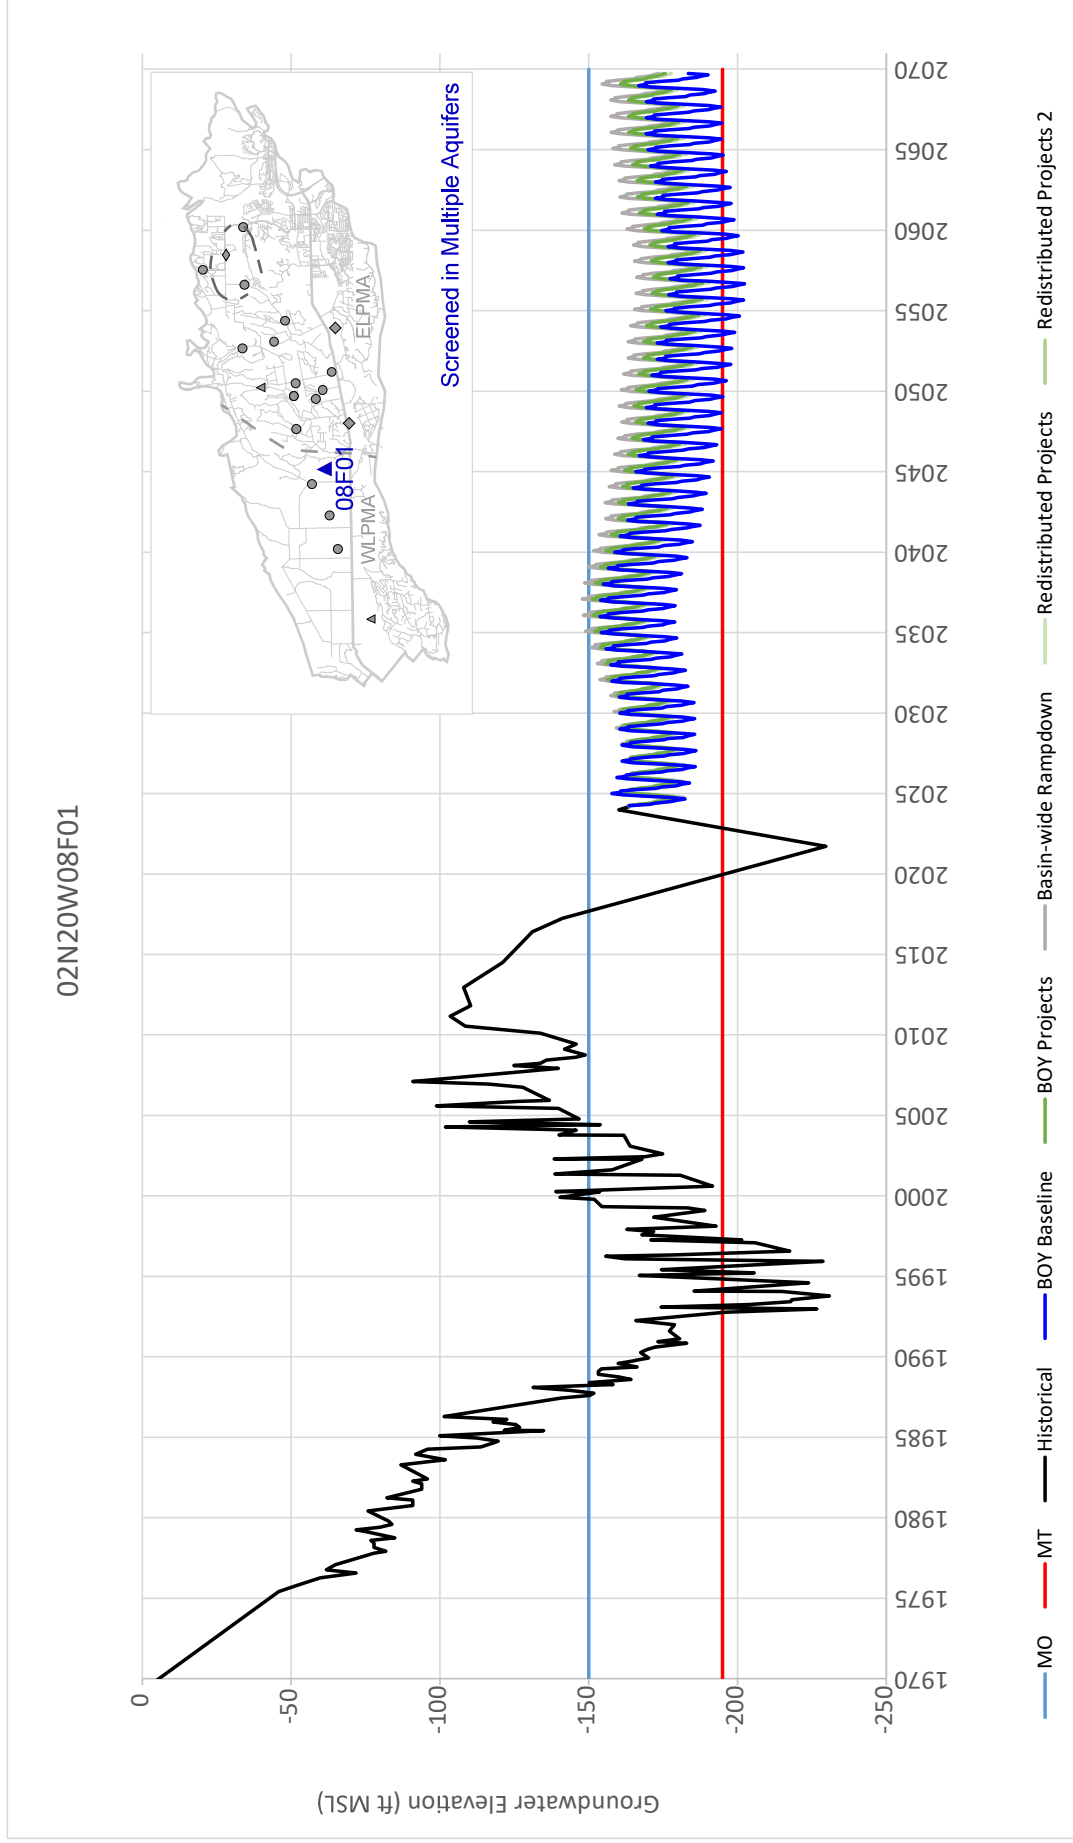 02N20W08F01
Groundwater Elevation (ft MSL)
0
-50
-100
-150
-200
-250
1970
1975
1980
1985
1990
1995
2000
2005
2010
2015
2020
2025
2030
2035
2040
2045
2050
2055
2060
2065
2070
WLPMA
ELPMA
08F01
Screened in Multiple Aquifers
MO
MT
Historical
BOY Baseline
BOY Projects
Basin-wide Rampdown
Redistributed Projects
Redistributed Projects 2